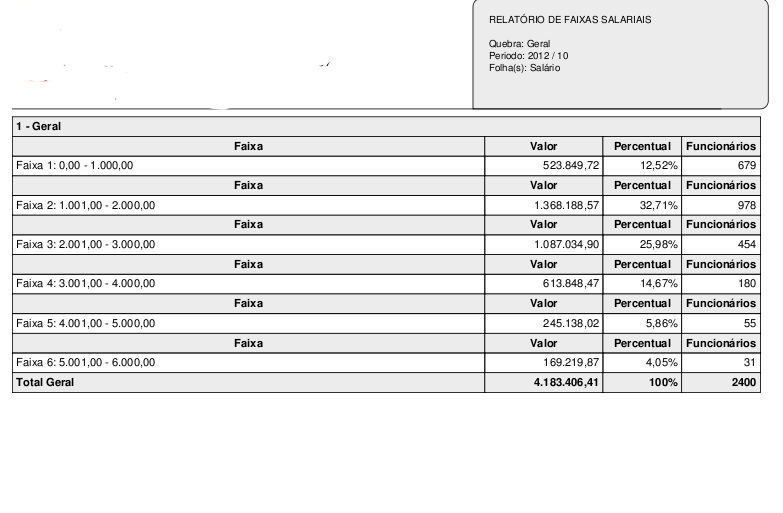 RELATÓRIO DE FAIXAS SALARIAIS
Quebra: Geral
Periodo: 2012 / 10
Folha(s): Salário
1 - Geral
Faixa Valor Percentual Funcionários
Faixa 1: 0,00 - 1.000,00 523.849,72 12,52% 679
Faixa Valor Percentual Funcionários
Faixa 2: 1.001,00 - 2.000,00 1.368.188,57 32,71% 978
Faixa Valor Percentual Funcionários
Faixa 3: 2.001,00 - 3.000,00 1.087.034,90 25,98% 454
Faixa Valor Percentual Funcionários
Faixa 4: 3.001,00 - 4.000,00 613.848,47 14,67% 180
Faixa Valor Percentual Funcionários
Faixa 5: 4.001,00 - 5.000,00 245.138,02 5,86% 55
Faixa Valor Percentual Funcionários
Faixa 6: 5.001,00 - 6.000,00 169.219,87 4,05% 31
Total Geral 4.183.406,41 100% 2400